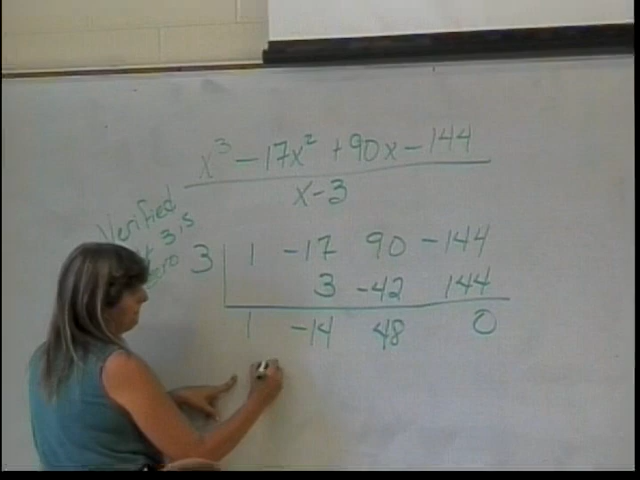 x³ - 17x² + 90x - 144
x - 3
Verified
3 is
3 1 -17 90 -144
3 -42 144
1 -14 48 0